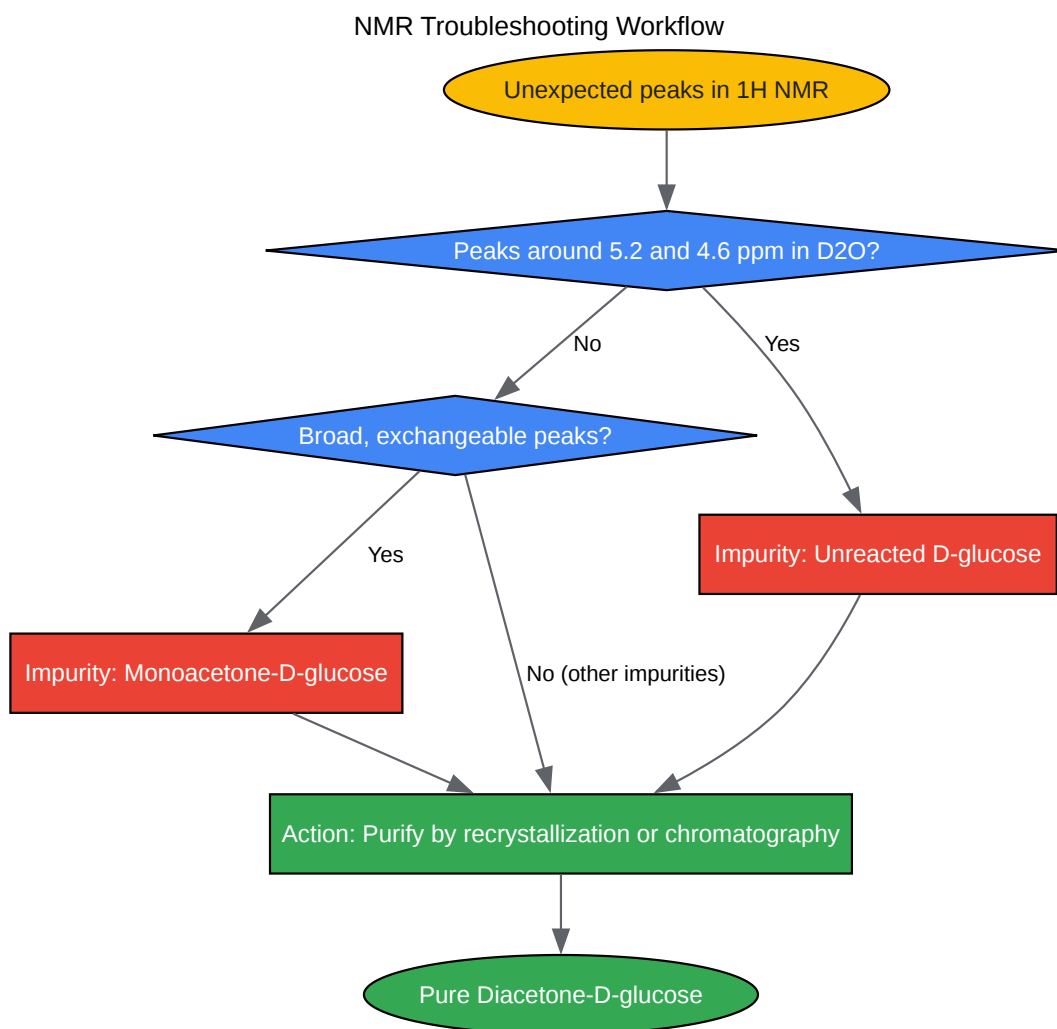 NMR Troubleshooting Workflow
Unexpected peaks in 1H NMR
Peaks around 5.2 and 4.6 ppm in D2O?
No
Yes
Broad, exchangeable peaks?
Yes
Impurity: Unreacted D-glucose
Impurity: Monoacetone-D-glucose
No (other impurities)
Action: Purify by recrystallization or chromatography
Pure Diacetone-D-glucose